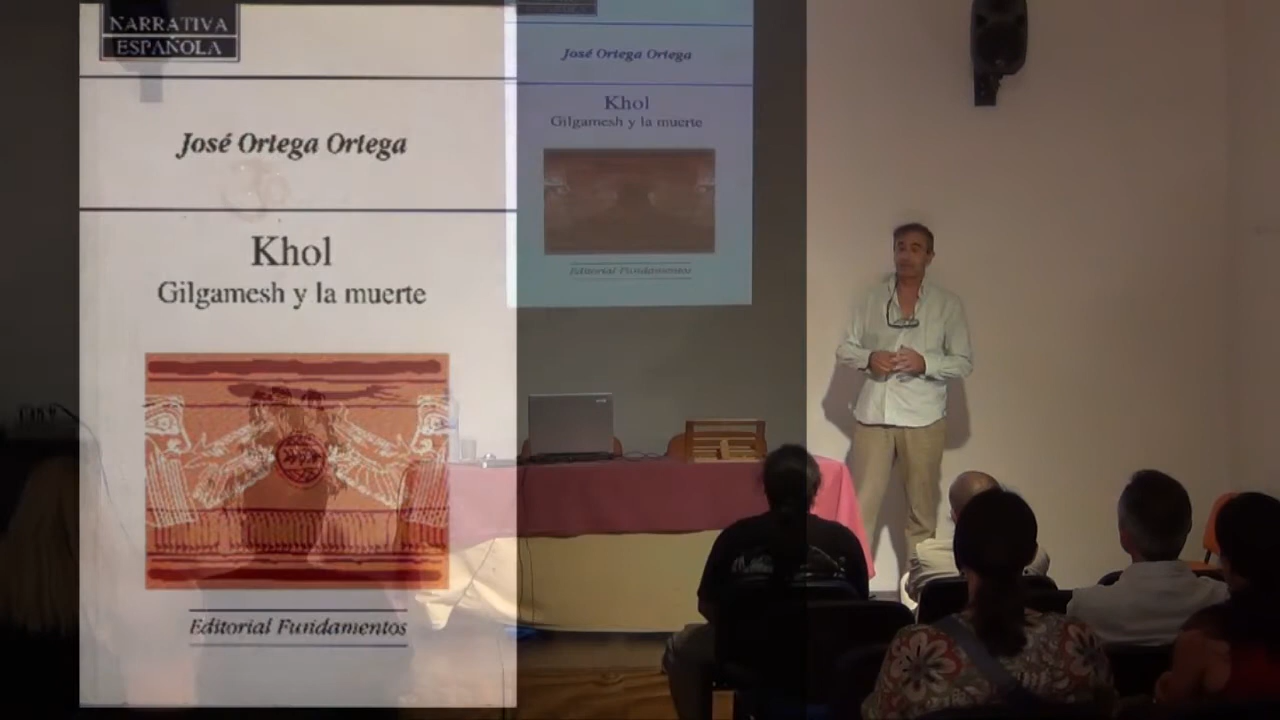 NARRATIVA
ESPAÑOLA
José Ortega Ortega
Khol
Gilgamesh y la muerte
Editorial Fundamentos
José Ortega Ortega
Khol
Gilgamesh y la muerte
Editorial Fundamentos